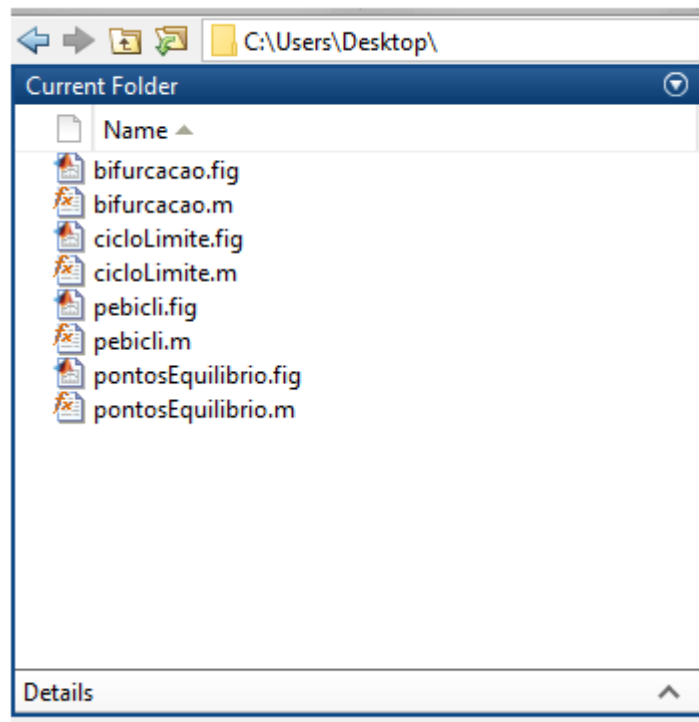 C:\Users\Desktop\
Current Folder
Name
bifurcacao.fig
bifurcacao.m
cicloLimite.fig
cicloLimite.m
pebicli.fig
pebicli.m
pontosEquilibrio.fig
pontosEquilibrio.m
Details